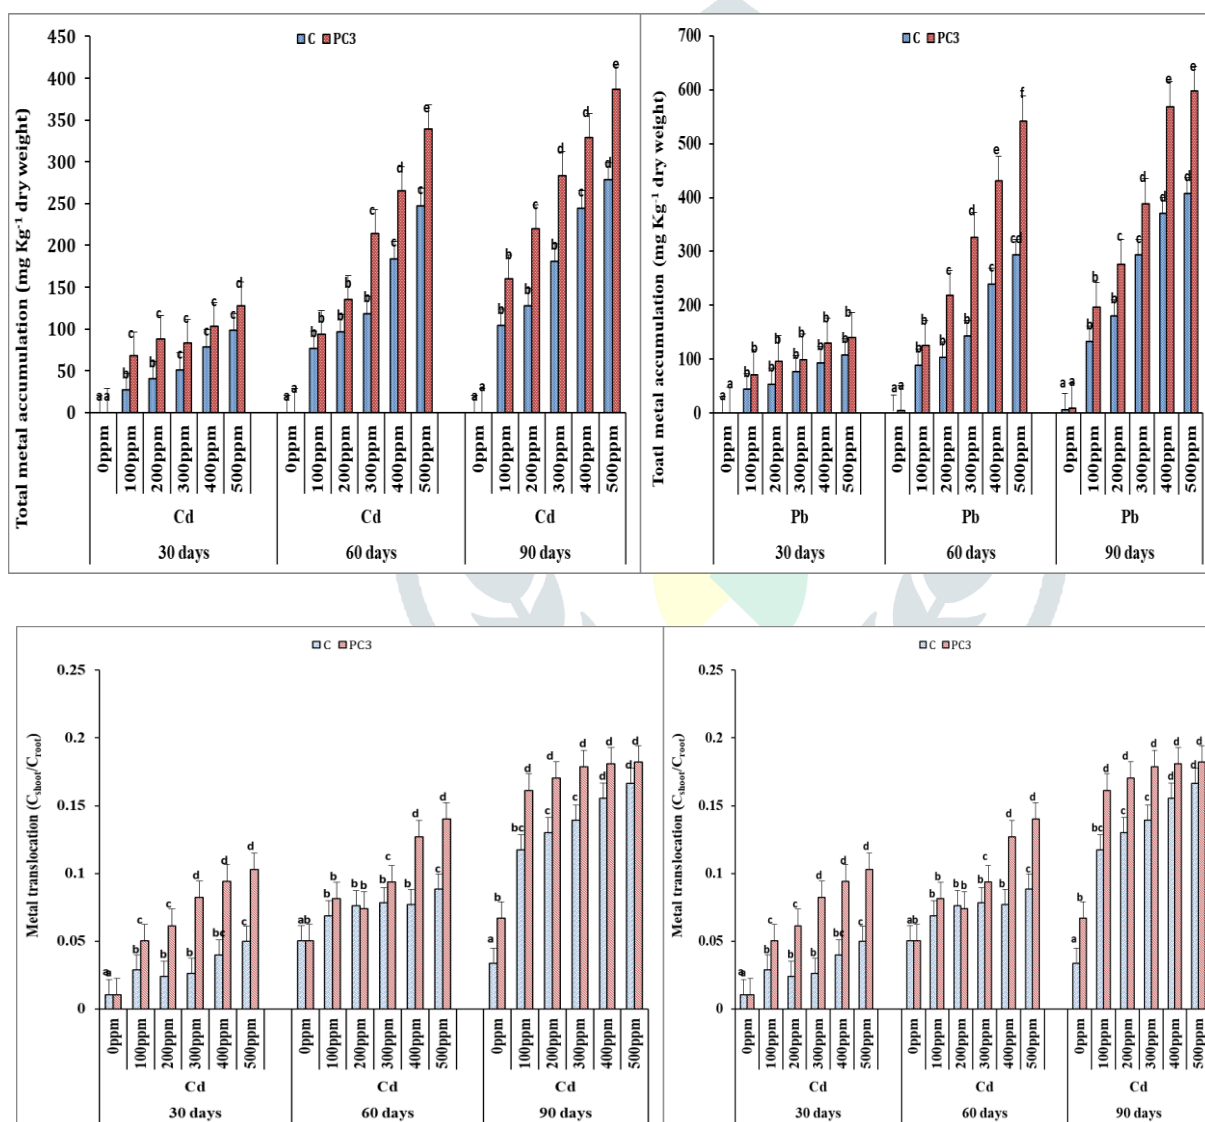 C PC3
Total metal accumulation (mg Kg⁻¹ dry weight)
450
400
350
300
250
200
150
100
50
0
a a b c b c c c c c c c
a a b b b b b c c d c e
a a b b b c b d c d d e
0ppm 100ppm 200ppm 300ppm 400ppm 500ppm 0ppm 100ppm 200ppm 300ppm 400ppm 500ppm 0ppm 100ppm 200ppm 300ppm 400ppm 500ppm
Cd Cd Cd
30 days 60 days 90 days
C PC3
Toatl metal accumulation (mg Kg⁻¹ dry weight)
700
600
500
400
300
200
100
0
a a b b b b b b b b b b
a a b b b c b d c e cd f
a a b b b c c d d e d e
0ppm 100ppm 200ppm 300ppm 400ppm 500ppm 0ppm 100ppm 200ppm 300ppm 400ppm 500ppm 0ppm 100ppm 200ppm 300ppm 400ppm 500ppm
Pb Pb Pb
30 days 60 days 90 days
C PC3
Metal translocation (Cshoot/Croot)
0.25
0.2
0.15
0.1
0.05
0
a a b c b c b d bc d c d
ab b b b b b b c b d c d
a b bc d c d c d d d d d
0ppm 100ppm 200ppm 300ppm 400ppm 500ppm 0ppm 100ppm 200ppm 300ppm 400ppm 500ppm 0ppm 100ppm 200ppm 300ppm 400ppm 500ppm
Cd Cd Cd
30 days 60 days 90 days
C PC3
Metal translocation (Cshoot/Croot)
0.25
0.2
0.15
0.1
0.05
0
a a b c b c b d bc d c d
ab b b b b b b c b d c d
a b bc d c d c d d d d d
0ppm 100ppm 200ppm 300ppm 400ppm 500ppm 0ppm 100ppm 200ppm 300ppm 400ppm 500ppm 0ppm 100ppm 200ppm 300ppm 400ppm 500ppm
Cd Cd Cd
30 days 60 days 90 days